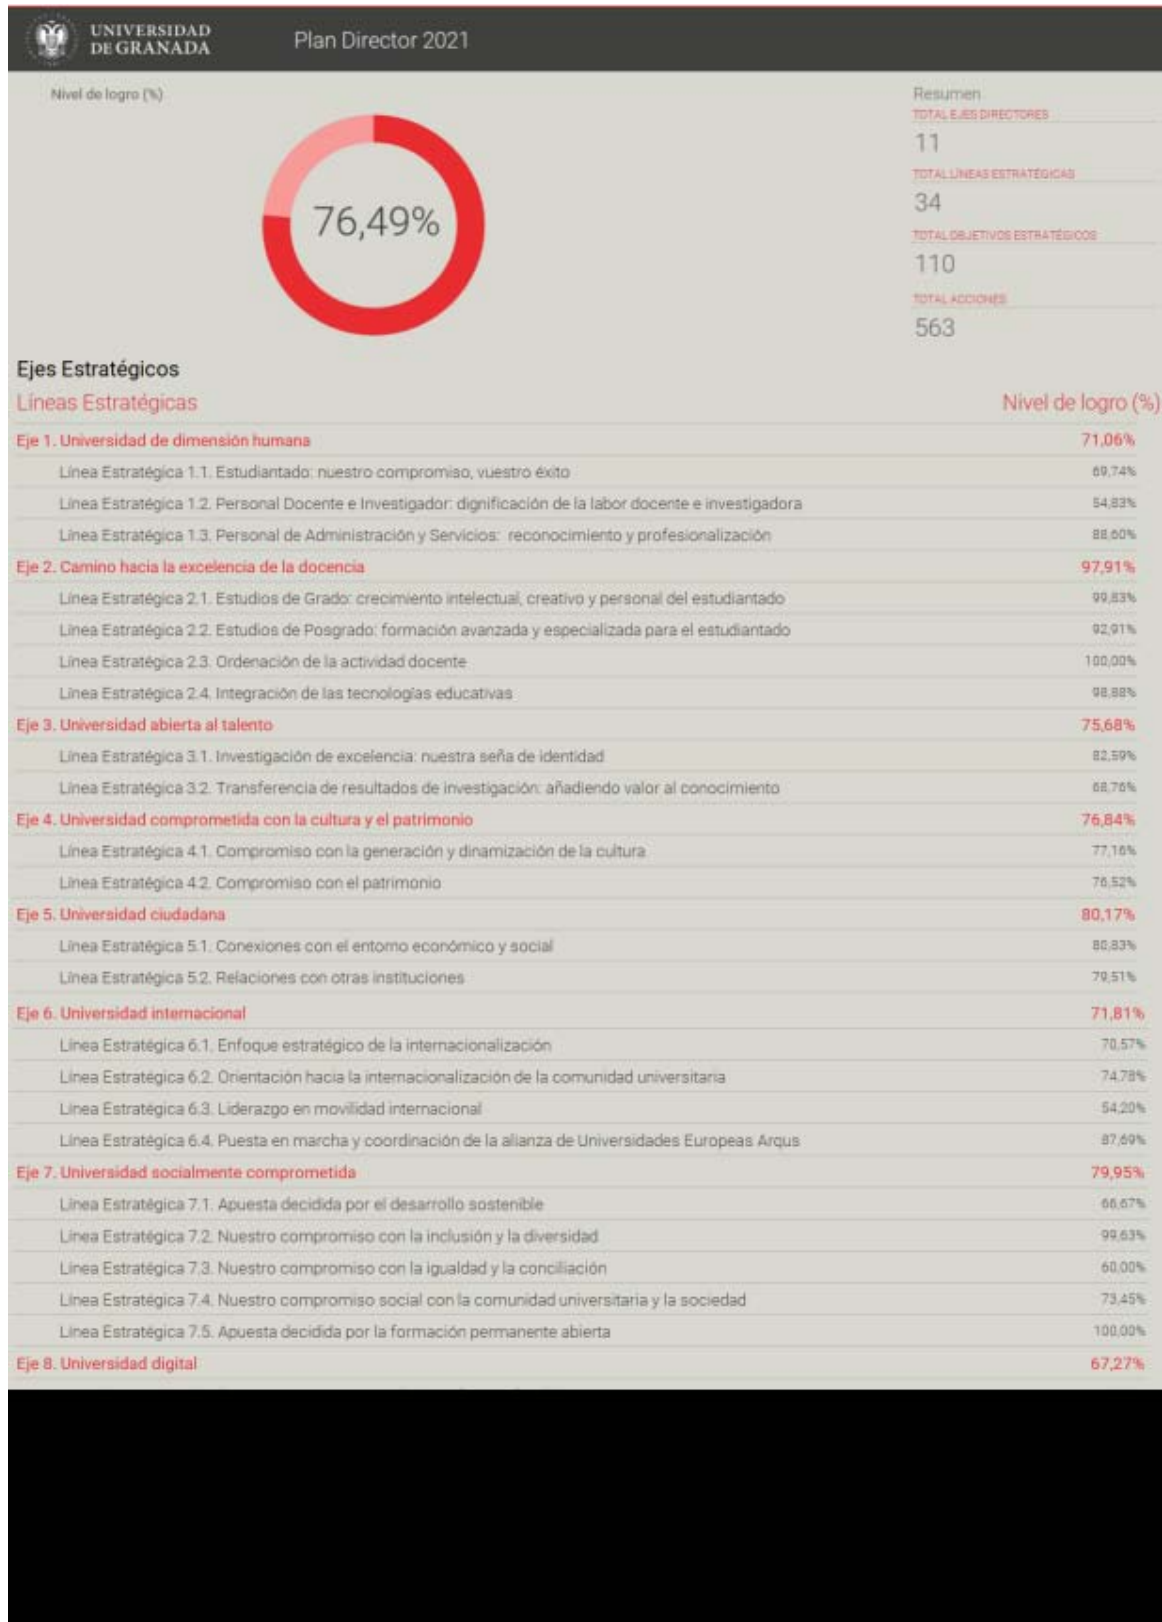 UNIVERSIDAD
DE GRANADA
Plan Director 2021
Nivel de logro (%)
76,49%
Resumen
TOTAL EJES DIRECTORES
11
TOTAL LÍNEAS ESTRATÉGICAS
34
TOTAL OBJETIVOS ESTRATÉGICOS
110
TOTAL ACCIONES
563
Ejes Estratégicos
Líneas Estratégicas Nivel de logro (%)
Eje 1. Universidad de dimensión humana 71,06%
Línea Estratégica 1.1. Estudiantado: nuestro compromiso, vuestro éxito 69,74%
Línea Estratégica 1.2. Personal Docente e Investigador: dignificación de la labor docente e investigadora 54,83%
Línea Estratégica 1.3. Personal de Administración y Servicios: reconocimiento y profesionalización 88,60%
Eje 2. Camino hacia la excelencia de la docencia 97,91%
Línea Estratégica 2.1. Estudios de Grado: crecimiento intelectual, creativo y personal del estudiantado 99,83%
Línea Estratégica 2.2. Estudios de Posgrado: formación avanzada y especializada para el estudiantado 92,91%
Línea Estratégica 2.3. Ordenación de la actividad docente 100,00%
Línea Estratégica 2.4. Integración de las tecnologías educativas 98,88%
Eje 3. Universidad abierta al talento 75,68%
Línea Estratégica 3.1. Investigación de excelencia: nuestra seña de identidad 82,59%
Línea Estratégica 3.2. Transferencia de resultados de investigación: añadiendo valor al conocimiento 68,76%
Eje 4. Universidad comprometida con la cultura y el patrimonio 76,84%
Línea Estratégica 4.1. Compromiso con la generación y dinamización de la cultura 77,16%
Línea Estratégica 4.2. Compromiso con el patrimonio 76,52%
Eje 5. Universidad ciudadana 80,17%
Línea Estratégica 5.1. Conexiones con el entorno económico y social 80,83%
Línea Estratégica 5.2. Relaciones con otras instituciones 79,51%
Eje 6. Universidad internacional 71,81%
Línea Estratégica 6.1. Enfoque estratégico de la internacionalización 70,57%
Línea Estratégica 6.2. Orientación hacia la internacionalización de la comunidad universitaria 74,78%
Línea Estratégica 6.3. Liderazgo en movilidad internacional 54,20%
Línea Estratégica 6.4. Puesta en marcha y coordinación de la alianza de Universidades Europeas Arqus 87,69%
Eje 7. Universidad socialmente comprometida 79,95%
Línea Estratégica 7.1. Apuesta decidida por el desarrollo sostenible 66,67%
Línea Estratégica 7.2. Nuestro compromiso con la inclusión y la diversidad 99,63%
Línea Estratégica 7.3. Nuestro compromiso con la igualdad y la conciliación 60,00%
Línea Estratégica 7.4. Nuestro compromiso social con la comunidad universitaria y la sociedad 73,45%
Línea Estratégica 7.5. Apuesta decidida por la formación permanente abierta 100,00%
Eje 8. Universidad digital 67,27%